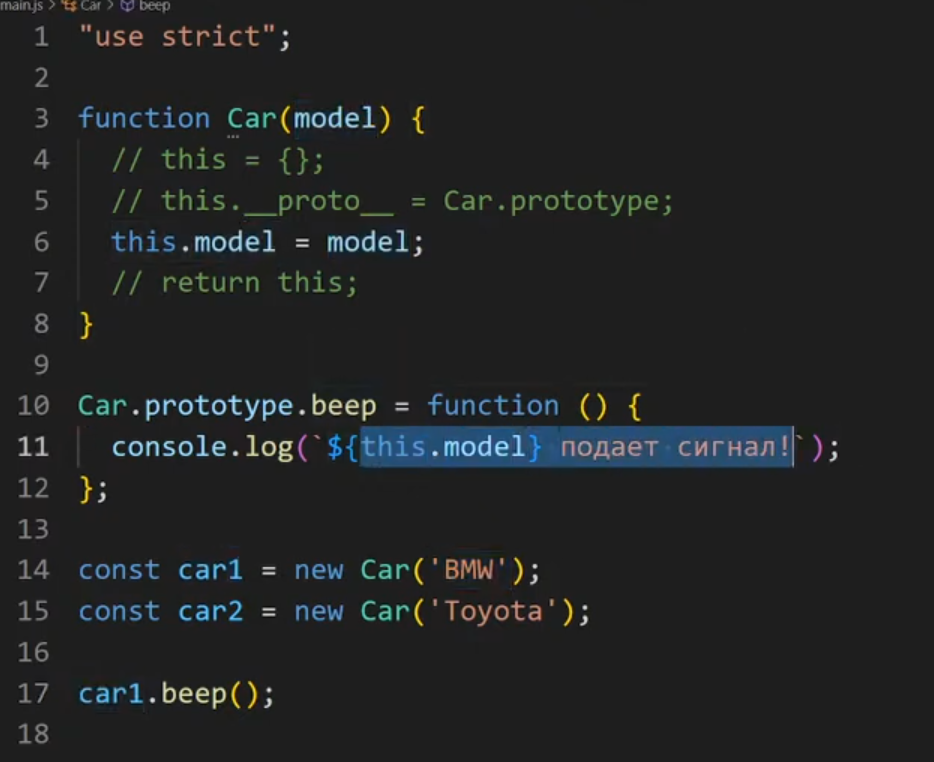 main.js > Car > beep
1 "use strict";
2
3 function Car(model) {
4 // this = {};
5 // this.__proto__ = Car.prototype;
6 this.model = model;
7 // return this;
8 }
9
10 Car.prototype.beep = function () {
11 console.log(`${this.model} подает сигнал!`);
12 };
13
14 const car1 = new Car('BMW');
15 const car2 = new Car('Toyota');
16
17 car1.beep();
18